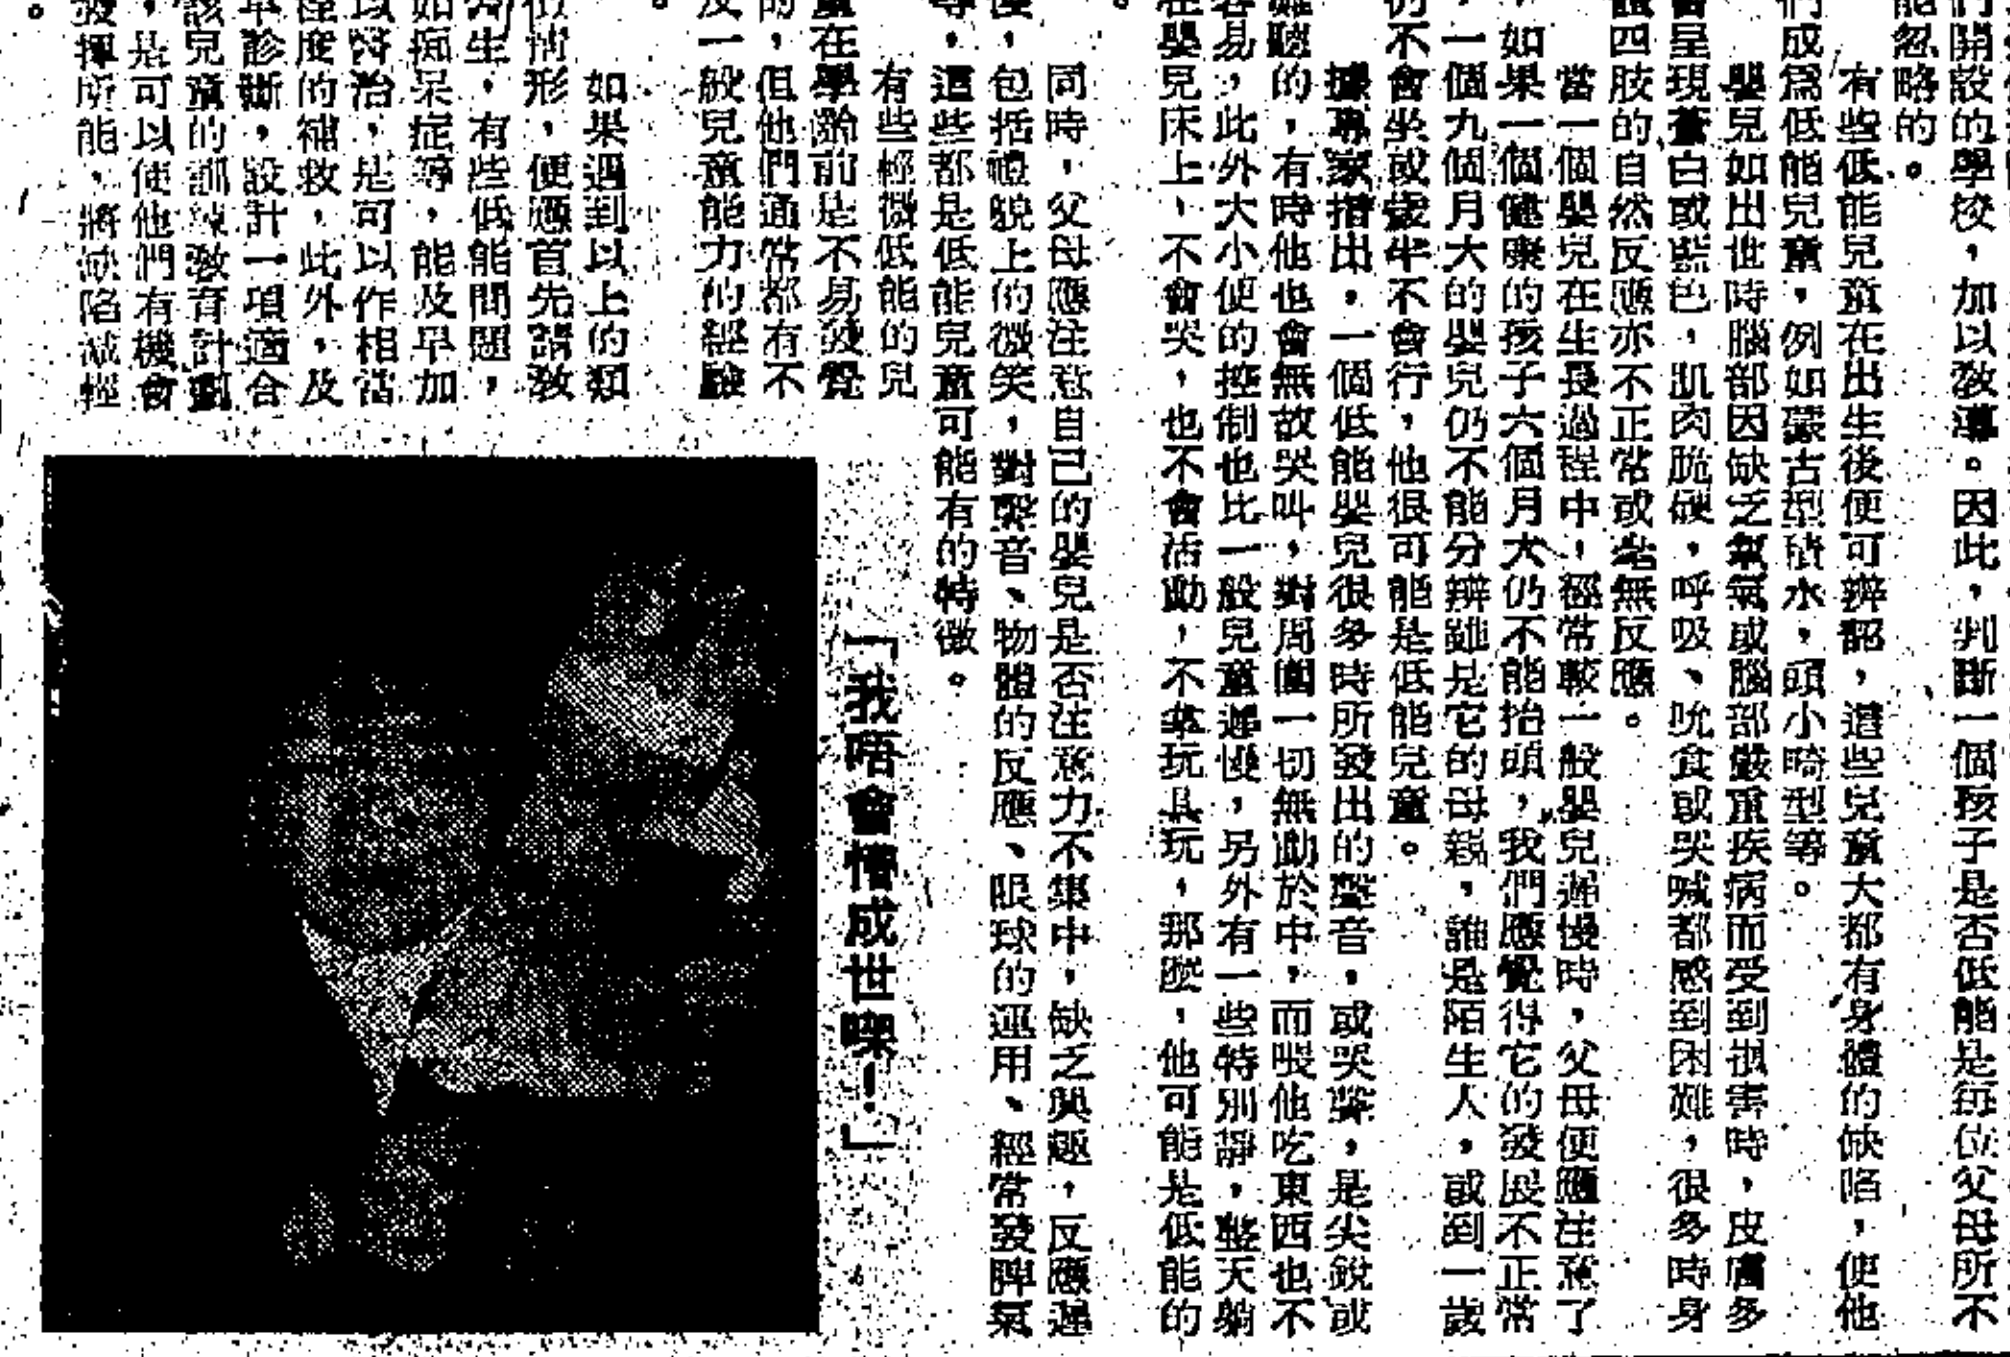 們開設的學校，加以敎導。因此，判斷一個孩子是否低能是每位父母所不
能忽略的。
有些低能兒童在出生後便可辨認，這些兒童大都有身體的缺陷，使他
們成爲低能兒童，例如蒙古型積水，頭小畸型等。
嬰兒如出世時腦部因缺乏氧氣或腦部嚴重疾病而受到損害時，皮膚多
會呈現蒼白或藍色，肌肉脆硬，呼吸、吮食或哭喊都感到困難，很多時身
體四肢的自然反應亦不正常或毫無反應。
當一個嬰兒在生長過程中，經常較一般嬰兒遲慢時，父母便應注意了
，如果一個健康的孩子六個月大仍不能抬頭，我們應覺得它的發展不正常
，一個九個月大的嬰兒仍不能分辨誰是它的母親，誰是陌生人，或到一歲
仍不會坐或歲半不會行，他很可能是低能兒童。
據專家指出，一個低能嬰兒很多時所發出的聲音，或哭聲，是尖銳或
難聽的，有時他也會無故哭叫，對周圍一切無動於中，而喂他吃東西也不
容易，此外大小便的控制也比一般兒童遲慢，另外有一些特別靜，整天躺
在嬰兒床上，不會哭，也不會活動，不拿玩具玩，那麼，他可能是低能的
。
同時，父母應注意自己的嬰兒是否注意力不集中，缺乏興趣，反應遲
慢，包括禮貌上的微笑，對聲音、物體的反應、眼球的運用、經常發脾氣
等，這些都是低能兒童可能有的特徵。
「我唔會懵成世㗎！」
有些輕微低能的兒
童在學齡前是不易發覺
的，但他們通常都有不
及一般兒童能力的經驗
。
如果遇到以上的類
似情形，便應首先請敎
生，有些低能問題，
如痴呆症等，能及早加
以醫治，是可以作相當
程度的補救，此外，及
早診斷，設計一項適合
該兒童的訓練敎育計劃
，是可以使他們有機會
發揮所能，將缺陷減輕
。